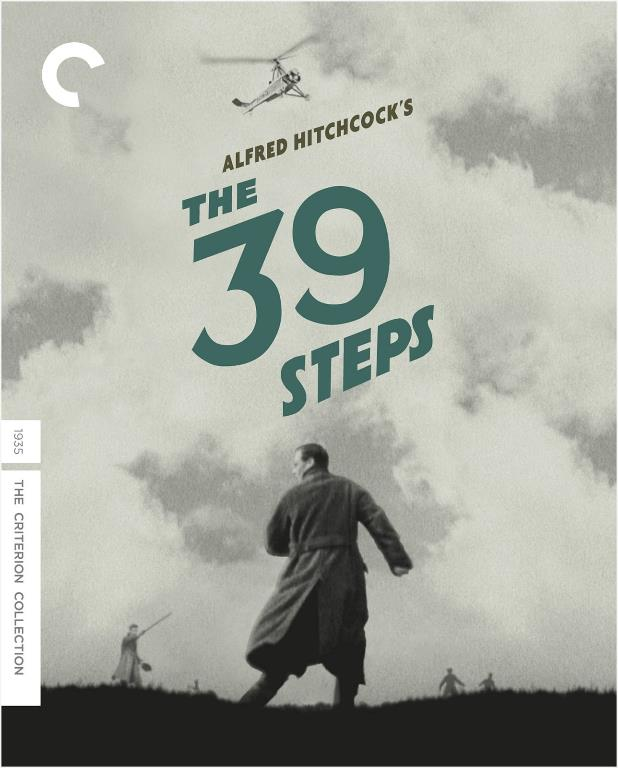 ALFRED HITCHCOCK'S
THE
39
STEPS
1935
THE CRITERION COLLECTION